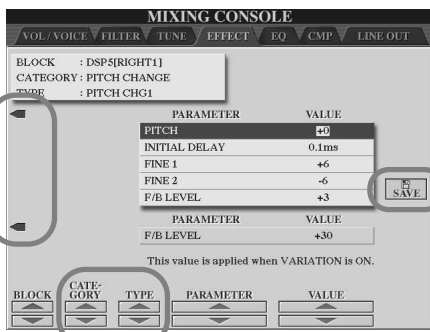 MIXING CONSOLE
VOL / VOICE FILTER TUNE EFFECT EQ CMP LINE OUT
BLOCK : DSP5[RIGHT1]
CATEGORY: PITCH CHANGE
TYPE : PITCH CHG1
PARAMETER VALUE
PITCH +0
INITIAL DELAY 0.1ms
FINE 1 +6
FINE 2 -6
F/B LEVEL +3
SAVE
PARAMETER VALUE
F/B LEVEL +30
This value is applied when VARIATION is ON.
BLOCK CATE-GORY TYPE PARAMETER VALUE